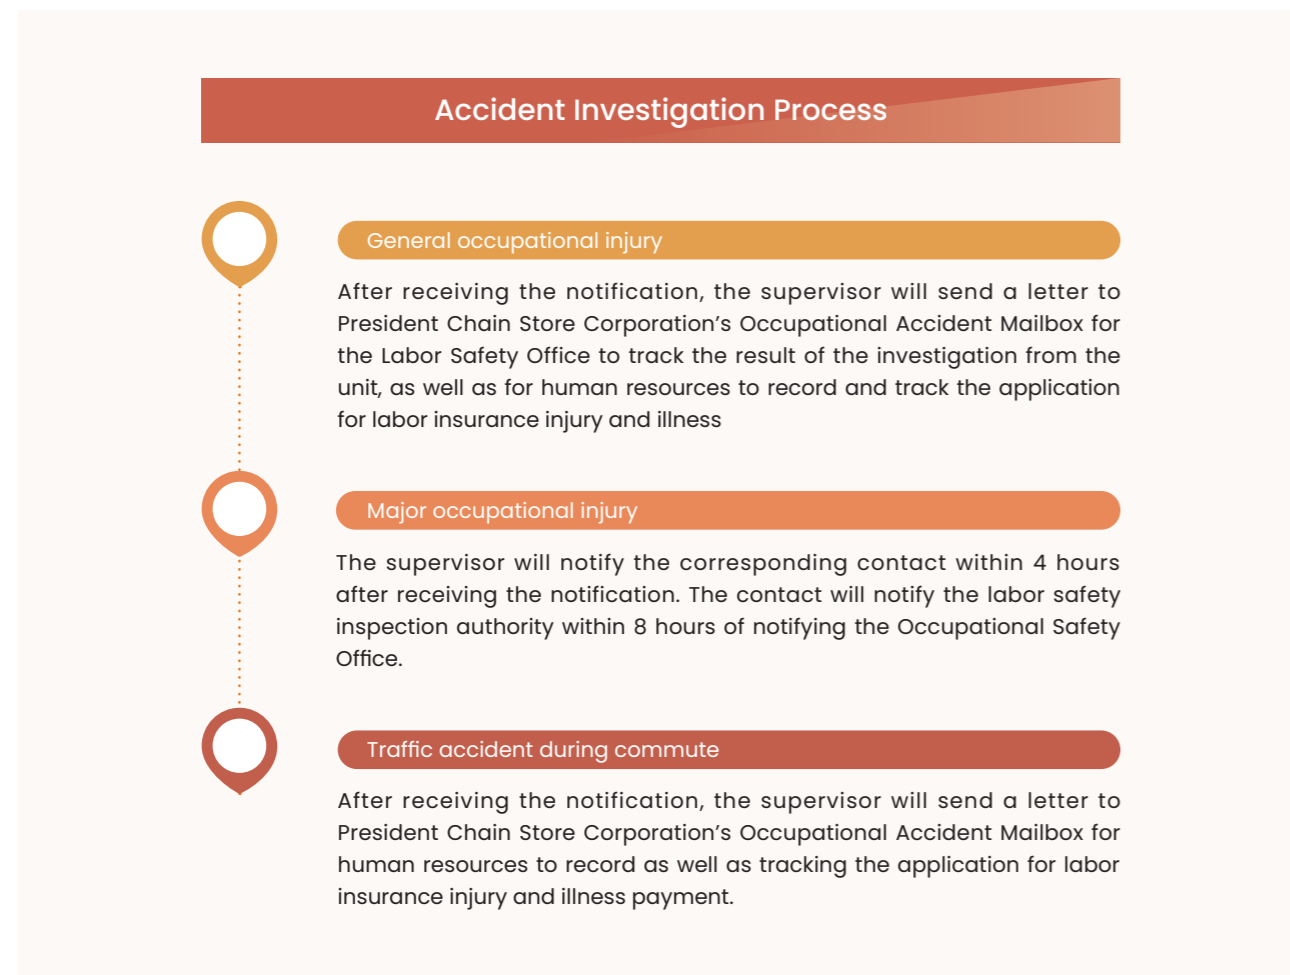 Accident Investigation Process
General occupational injury
After receiving the notification, the supervisor will send a letter to
President Chain Store Corporation’s Occupational Accident Mailbox for
the Labor Safety Office to track the result of the investigation from the
unit, as well as for human resources to record and track the application
for labor insurance injury and illness
Major occupational injury
The supervisor will notify the corresponding contact within 4 hours
after receiving the notification. The contact will notify the labor safety
inspection authority within 8 hours of notifying the Occupational Safety
Office.
Traffic accident during commute
After receiving the notification, the supervisor will send a letter to
President Chain Store Corporation’s Occupational Accident Mailbox for
human resources to record as well as tracking the application for labor
insurance injury and illness payment.